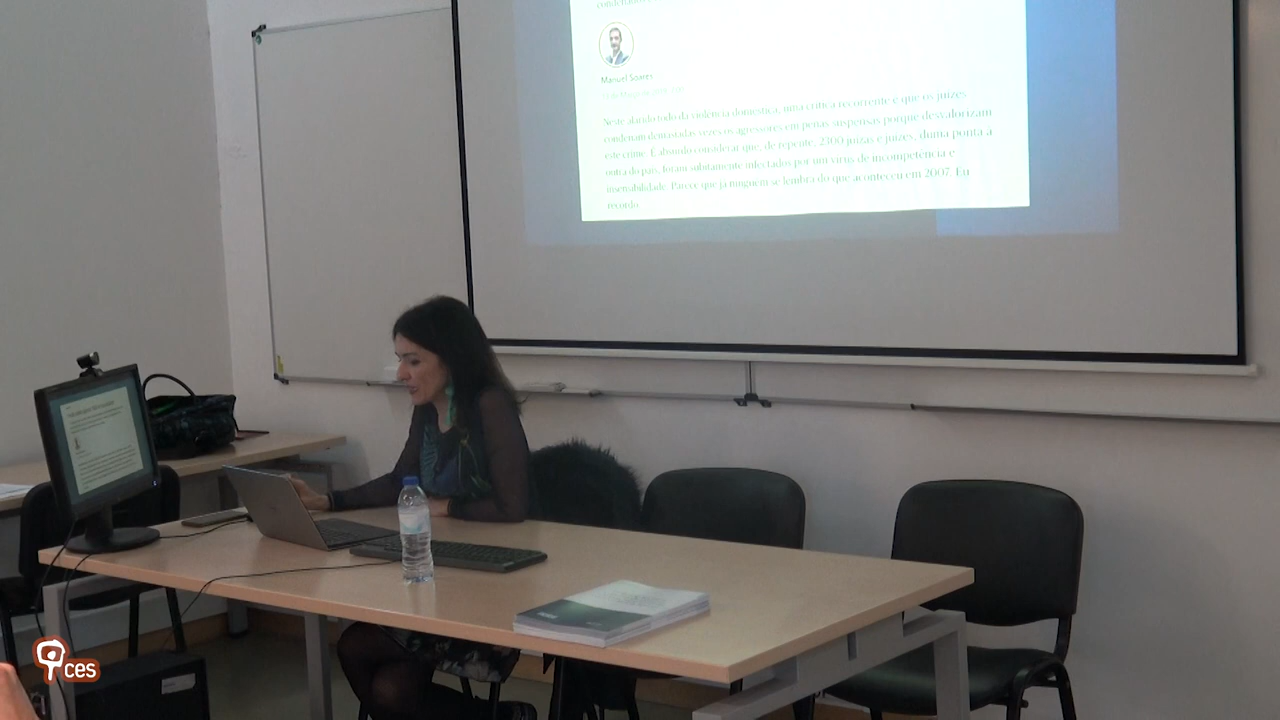 Manuel Soares
Neste alarido todo da violência doméstica, uma crítica recorrente é que os juízes
condenam demasiadas vezes os agressores em penas suspensas porque desvalorizam
este crime. É absurdo considerar que, de repente, 2300 juízas e juízes, duma ponta à
outra do país, foram subitamente infectados por um vírus de incompetência e
insensibilidade. Parece que já ninguém se lembra do que aconteceu em 2007. Eu
recordo.
ces